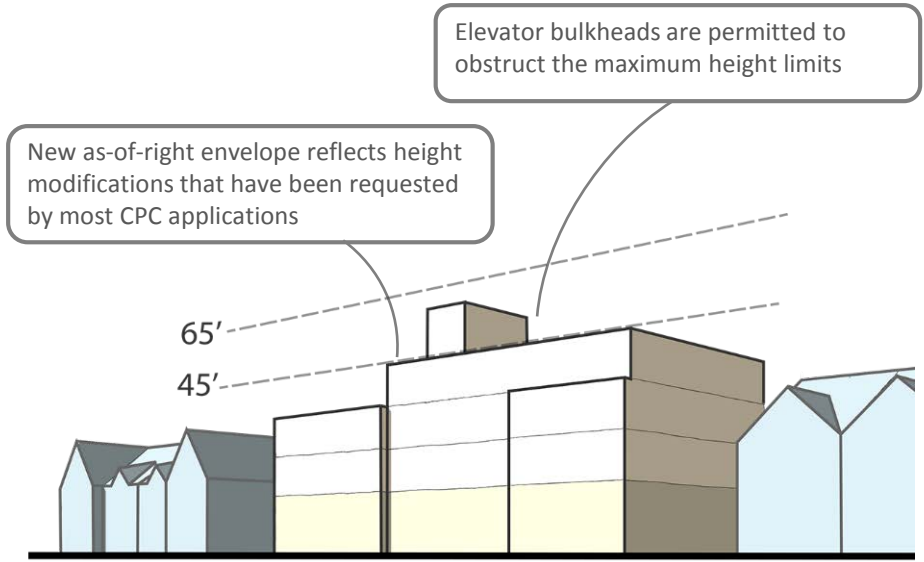 Elevator bulkheads are permitted to
obstruct the maximum height limits
New as-of-right envelope reflects height
modifications that have been requested
by most CPC applications
65’
45’